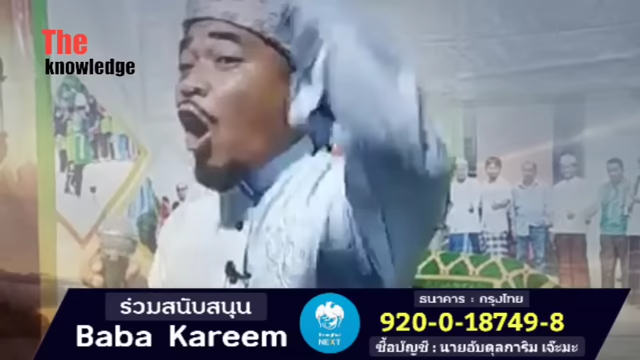 The
knowledge
ร่วมสนับสนุน
Baba Kareem
NEXT
ธนาคาร : กรุงไทย
920-0-18749-8
ชื่อบัญชี : นายอับดุลการิม เจ๊ะมะ